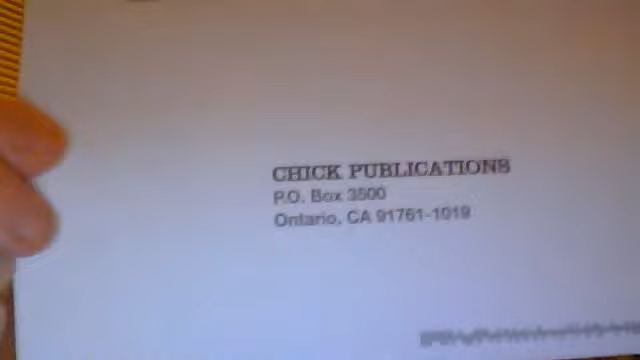 CHICK PUBLICATIONS
P.O. Box 3500
Ontario, CA 91761-1019